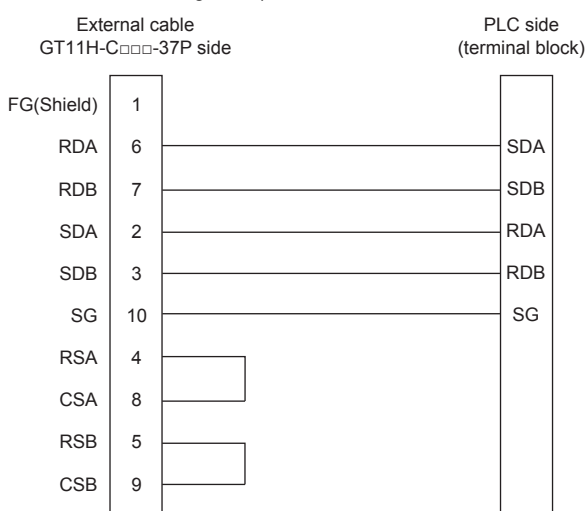 External cable
GT11H-C□□□-37P side
PLC side
(terminal block)
FG(Shield) 1
RDA 6 SDA
RDB 7 SDB
SDA 2 RDA
SDB 3 RDB
SG 10 SG
RSA 4
CSA 8
RSB 5
CSB 9